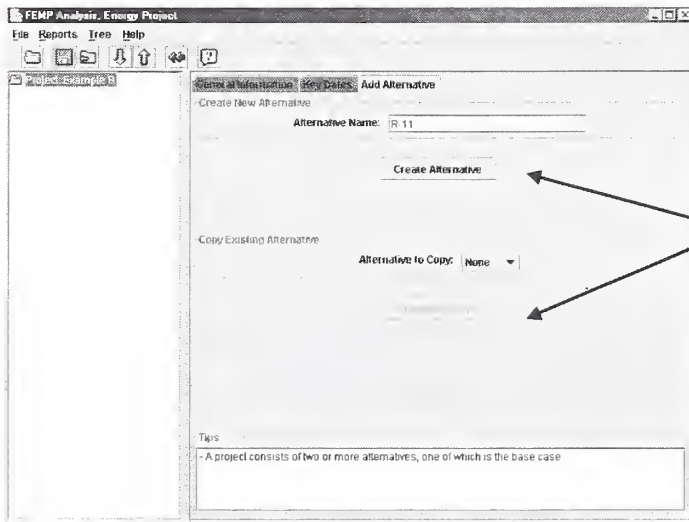 FEMP Analysis, Energy Project
File Reports Tree Help
Project: Example B
General Information Key Dates Add Alternative
Create New Alternative
Alternative Name: R-11
Create Alternative
Copy Existing Alternative
Alternative to Copy: None
Tips
- A project consists of two or more alternatives, one of which is the base case